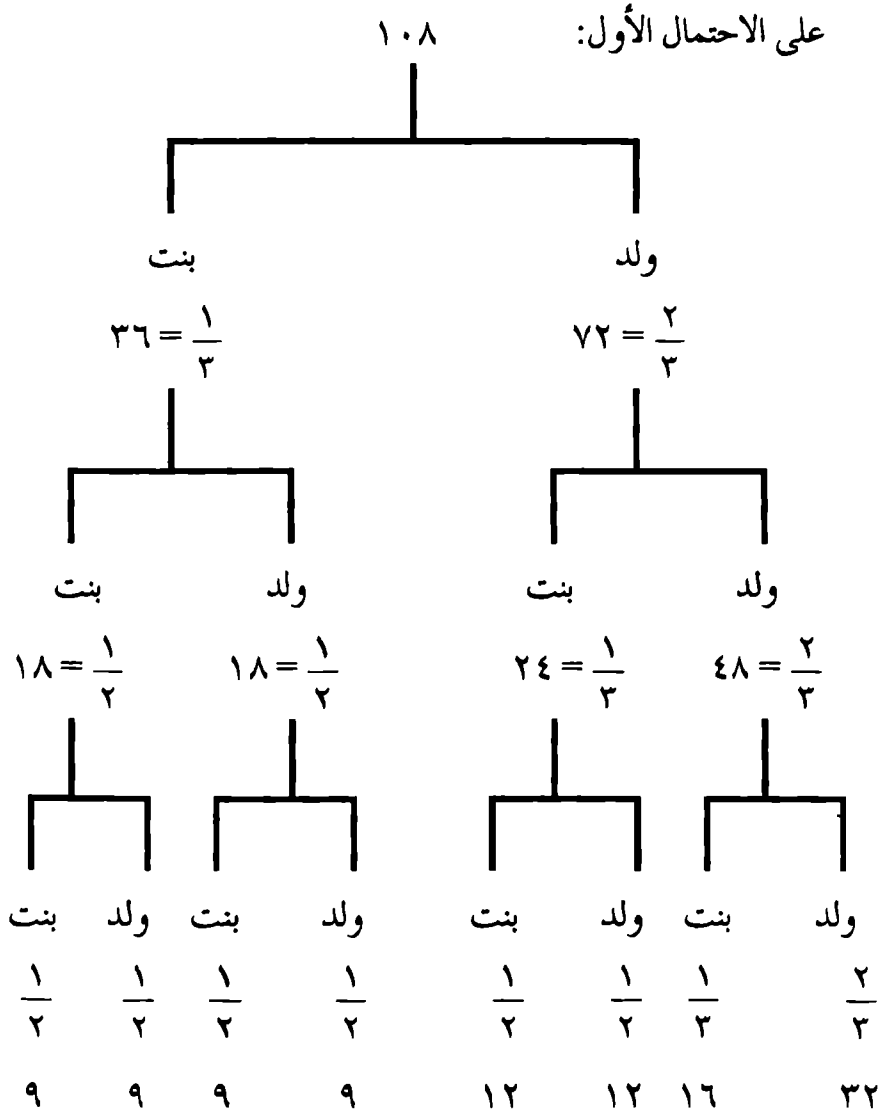 على الاحتمال الأول: ١٠٨
ولد بنت
٢/٣ = ٧٢ ١/٣ = ٣٦
ولد بنت ولد بنت
٢/٣ = ٤٨ ١/٣ = ٢٤ ١/٢ = ١٨ ١/٢ = ١٨
ولد بنت ولد بنت ولد بنت ولد بنت
٢/٣ ١/٣ ١/٢ ١/٢ ١/٢ ١/٢ ١/٢ ١/٢
٣٢ ١٦ ١٢ ١٢ ٩ ٩ ٩ ٩